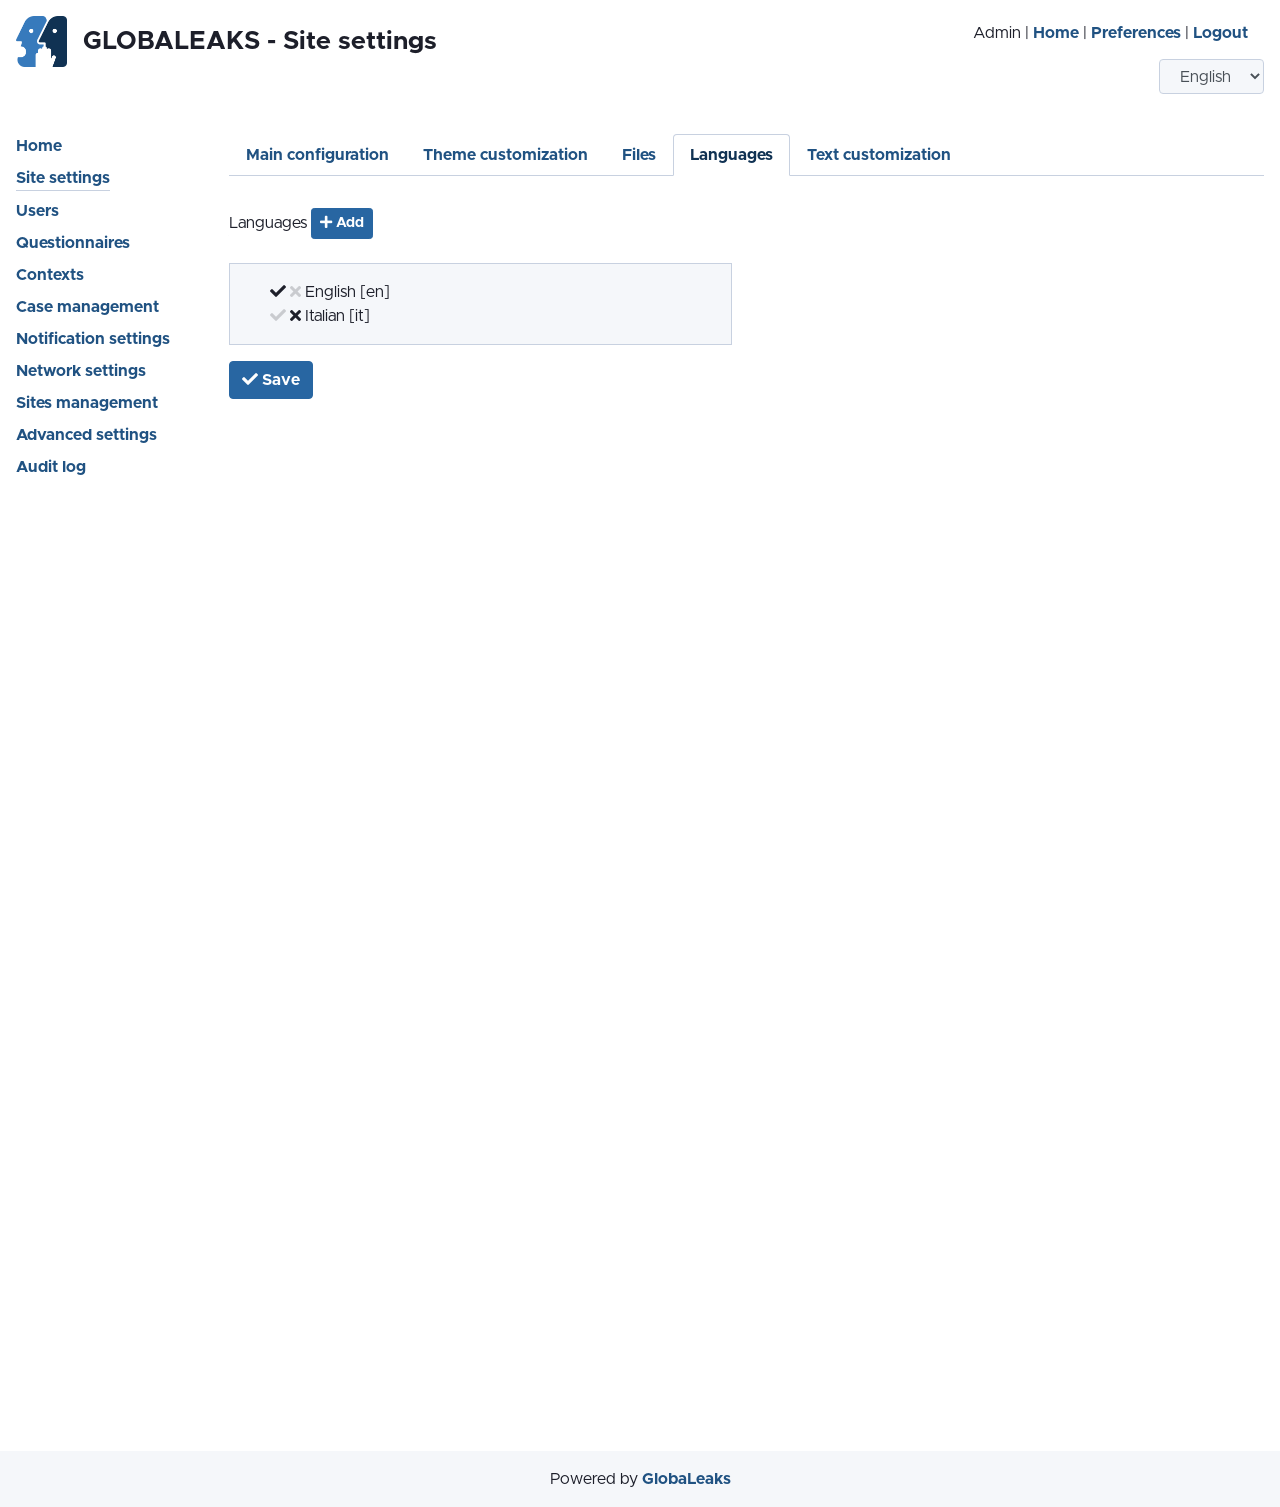 GLOBALEAKS - Site settings
Admin | Home | Preferences | Logout
English
Home
Site settings
Users
Questionnaires
Contexts
Case management
Notification settings
Network settings
Sites management
Advanced settings
Audit log
Main configuration Theme customization Files Languages Text customization
Languages Add
English [en]
Italian [it]
Save
Powered by GlobaLeaks